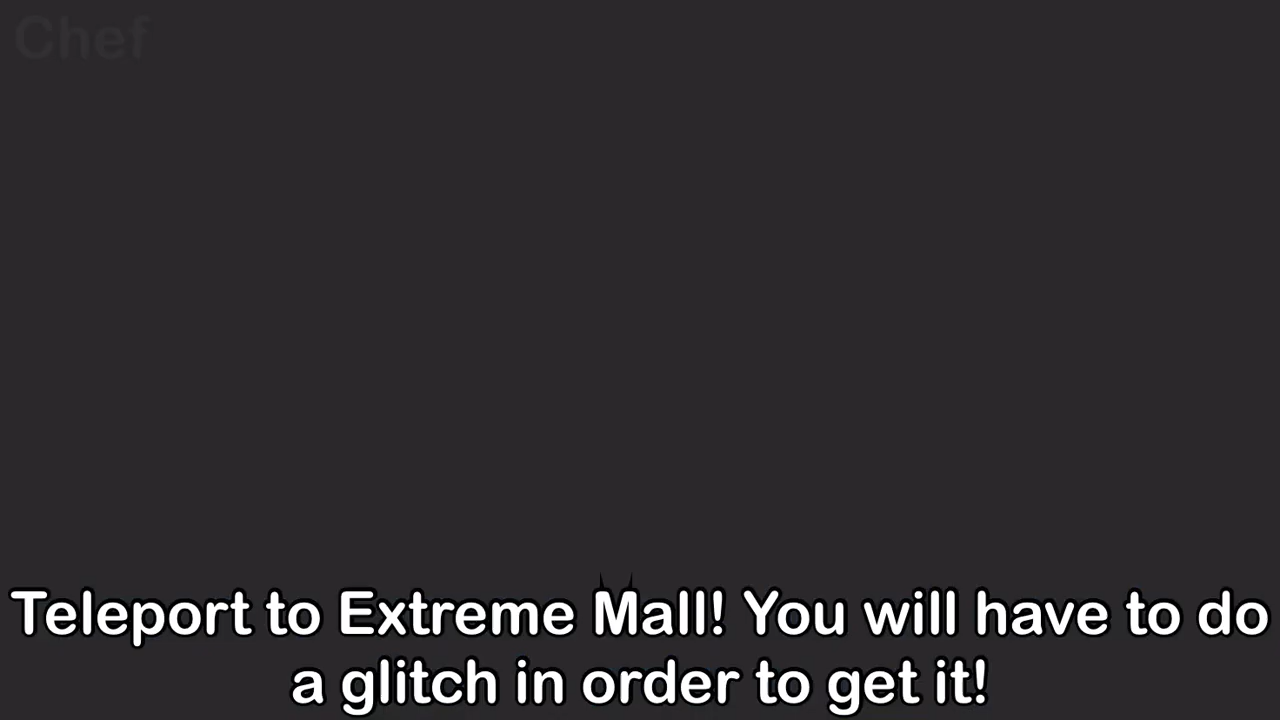 Chef
Teleport to Extreme Mall! You will have to do
a glitch in order to get it!